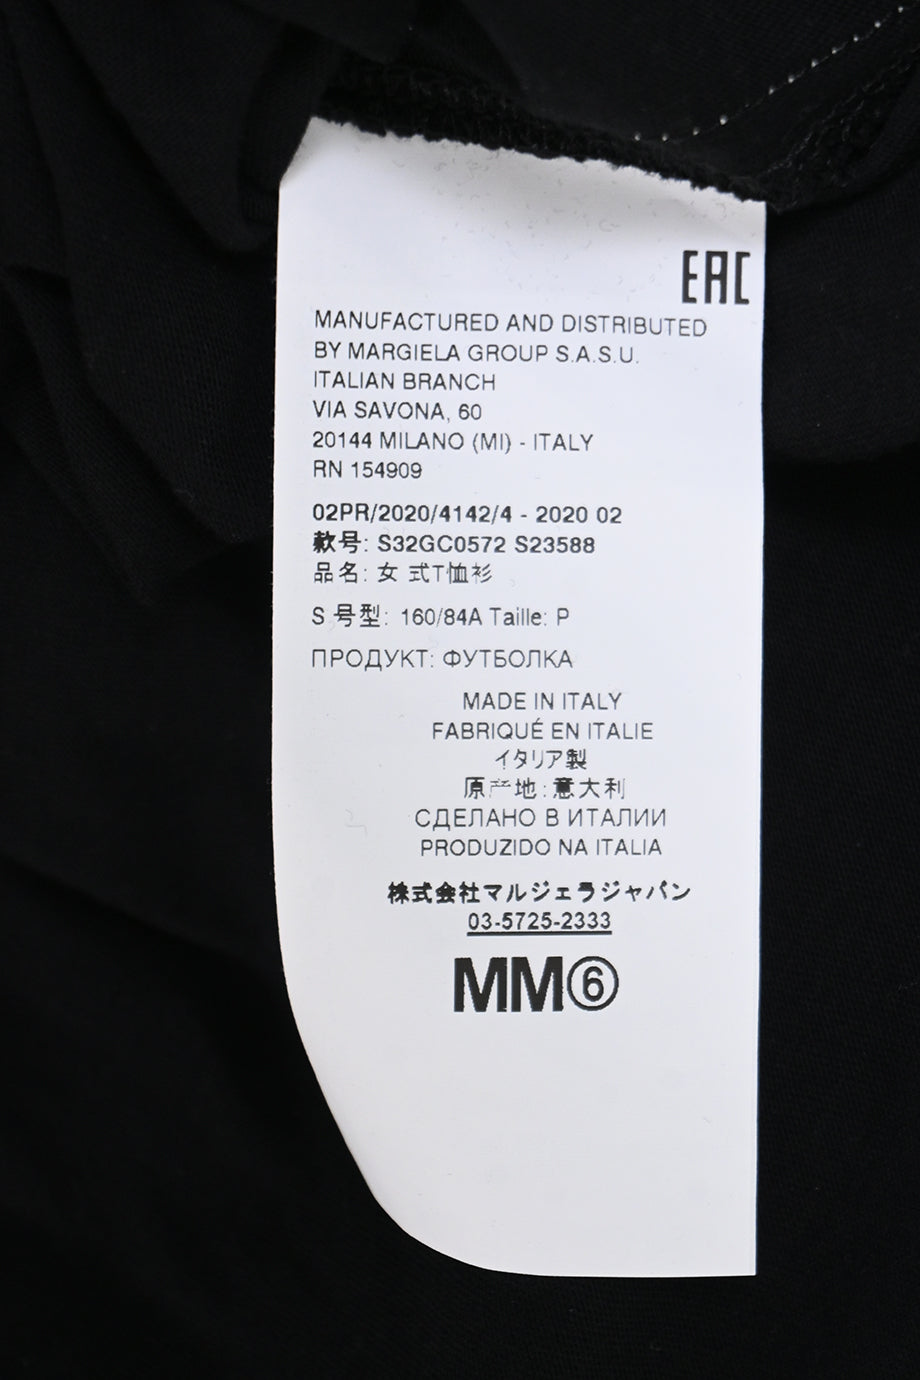 EAC
MANUFACTURED AND DISTRIBUTED
BY MARGIELA GROUP S.A.S.U.
ITALIAN BRANCH
VIA SAVONA, 60
20144 MILANO (MI) - ITALY
RN 154909
02PR/2020/4142/4 - 2020 02
款号: S32GC0572 S23588
品名: 女 式T恤衫
S 号型: 160/84A Taille: P
ПРОДУКТ: ФУТБОЛКА
MADE IN ITALY
FABRIQUÉ EN ITALIE
イタリア製
原产地: 意大利
СДЕЛАНО В ИТАЛИИ
PRODUZIDO NA ITALIA
株式会社マルジェラジャパン
03-5725-2333
MM⑥